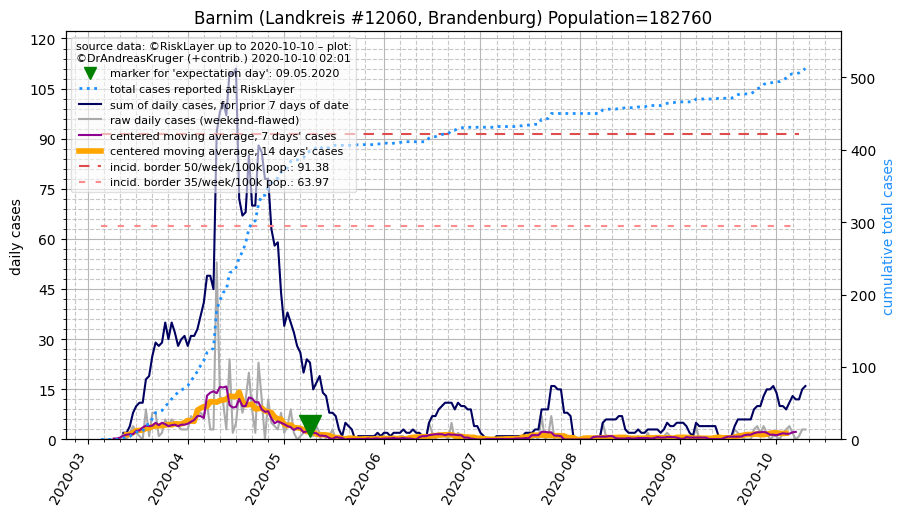 Barnim (Landkreis #12060, Brandenburg) Population=182760
source data: ©RiskLayer up to 2020-10-10 – plot:
©DrAndreasKruger (+contrib.) 2020-10-10 02:01
marker for 'expectation day': 09.05.2020
total cases reported at RiskLayer
sum of daily cases, for prior 7 days of date
raw daily cases (weekend-flawed)
centered moving average, 7 days' cases
centered moving average, 14 days' cases
incid. border 50/week/100k pop.: 91.38
incid. border 35/week/100k pop.: 63.97
daily cases
120
105
90
75
60
45
30
15
0
cumulative total cases
500
400
300
200
100
0
2020-03
2020-04
2020-05
2020-06
2020-07
2020-08
2020-09
2020-10